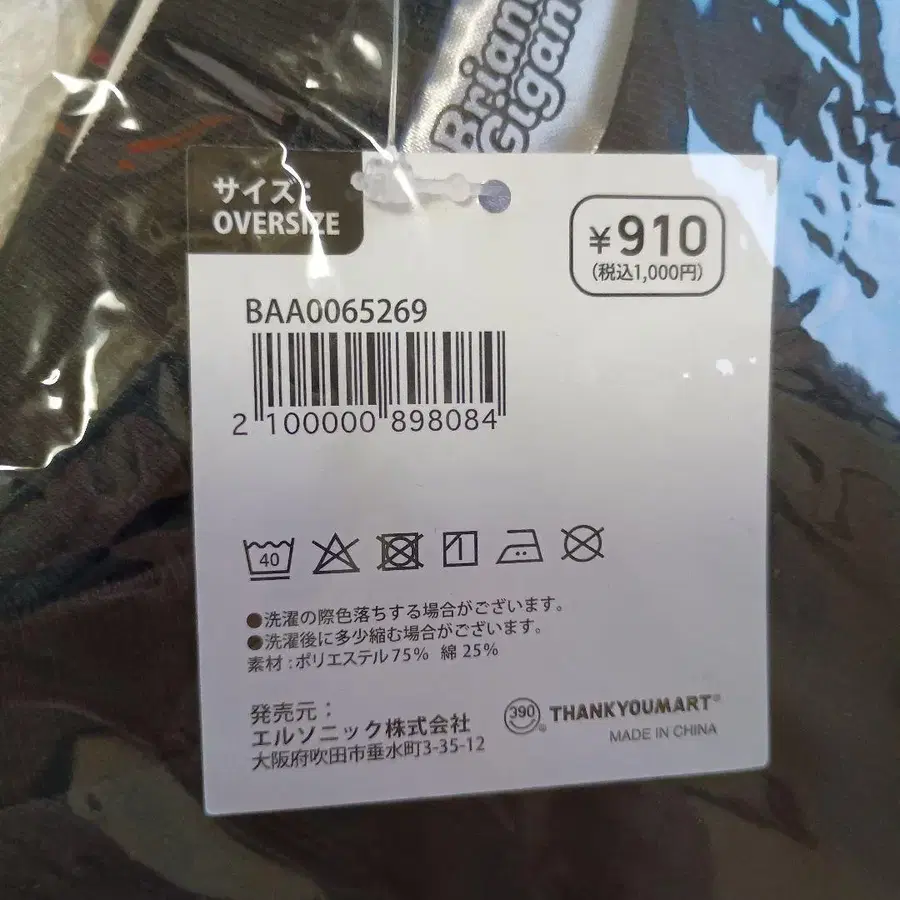 サイズ:
OVERSIZE
¥910
(税込1,000円)
BAA0065269
2 100000 898084
40
●洗濯の際色落ちする場合がございます。
●洗濯後に多少縮む場合がございます。
素材:ポリエステル75% 綿25%
発売元:
エルソニック株式会社
大阪府吹田市垂水町3-35-12
390 THANKYOUMART®
MADE IN CHINA